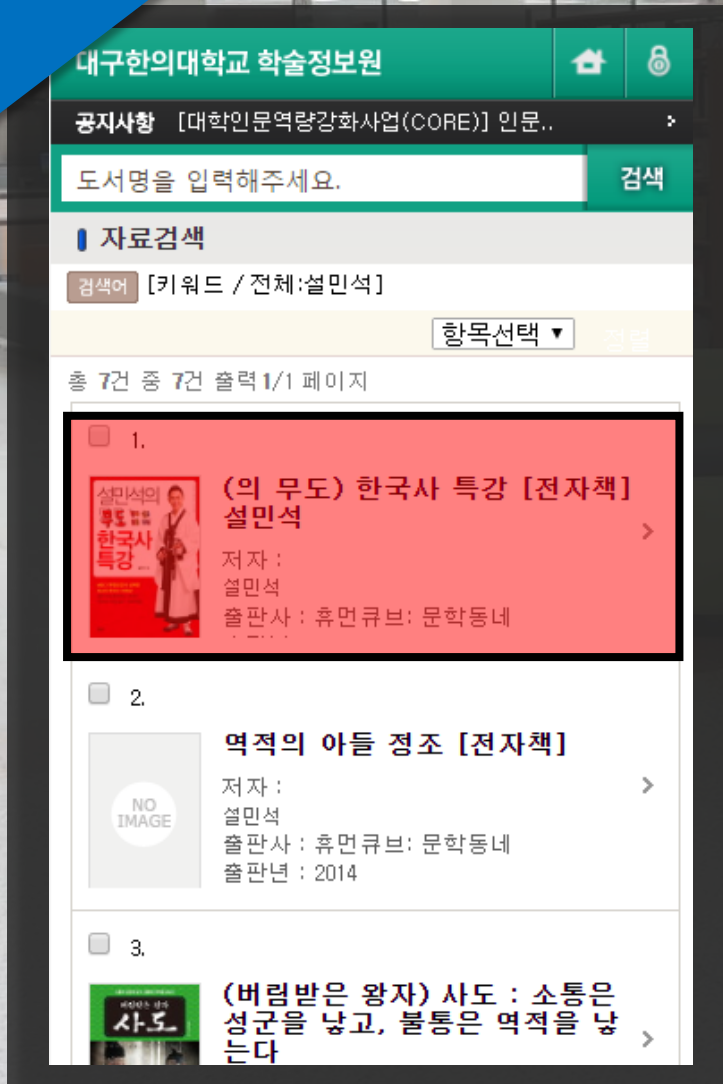 대구한의대학교 학술정보원
공지사항 [대학인문역량강화사업(CORE)] 인문..
도서명을 입력해주세요. 검색
자료검색
검색어 [키워드 / 전체:설민석]
항목선택 정렬
총 7건 중 7건 출력 1/1 페이지
1.
설민석의
무도
한국사
특강
(의 무도) 한국사 특강 [전자책]
설민석
저자 :
설민석
출판사 : 휴먼큐브: 문학동네
2.
NO
IMAGE
역적의 아들 정조 [전자책]
저자 :
설민석
출판사 : 휴먼큐브: 문학동네
출판년 : 2014
3.
사도
(버림받은 왕자) 사도 : 소통은
성군을 낳고, 불통은 역적을 낳
는다